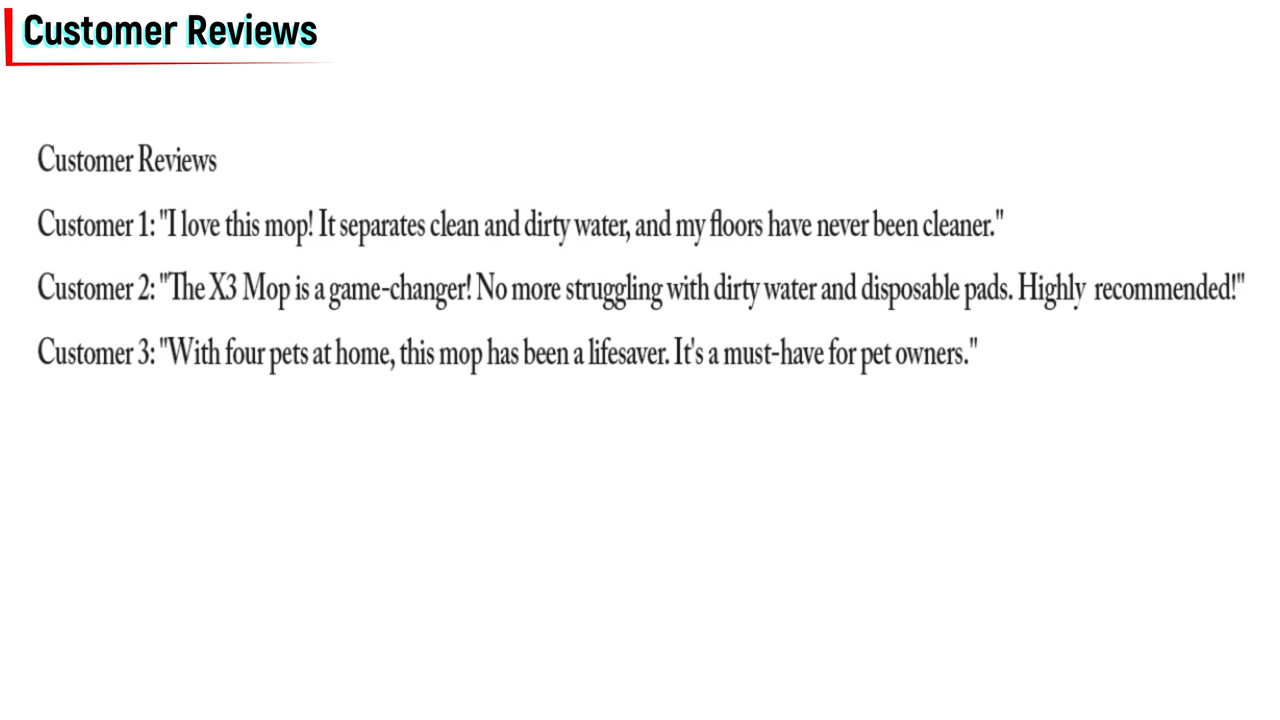 Customer Reviews
Customer Reviews
Customer 1: "I love this mop! It separates clean and dirty water, and my floors have never been cleaner."
Customer 2: "The X3 Mop is a game-changer! No more struggling with dirty water and disposable pads. Highly recommended!"
Customer 3: "With four pets at home, this mop has been a lifesaver. It's a must-have for pet owners."